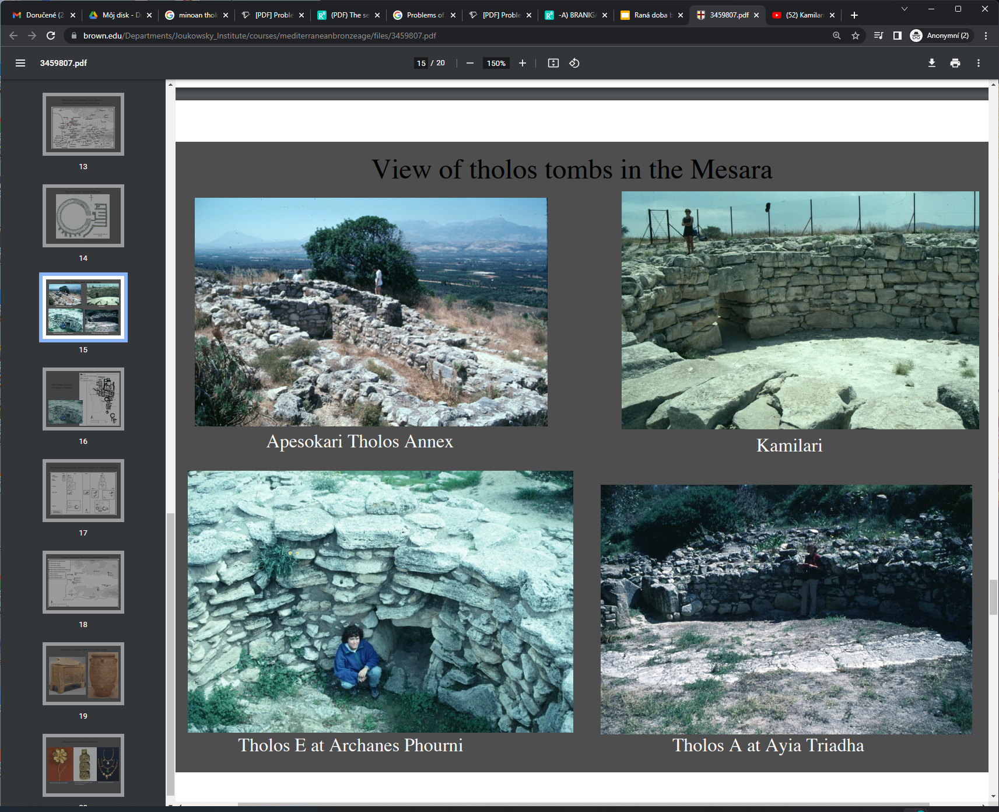 Doručené (2
Môj disk - D
minoan thol
[PDF] Proble
(PDF) The se
Problems of
[PDF] Proble
-A) BRANIGA
Raná doba b
3459807.pdf
(52) Kamilari
brown.edu/Departments/Joukowsky_Institute/courses/mediterraneanbronzeage/files/3459807.pdf
Anonymní (2)
3459807.pdf
15 / 20
150%
13
14
15
16
17
18
19
View of tholos tombs in the Mesara
Apesokari Tholos Annex
Kamilari
Tholos E at Archanes Phourni
Tholos A at Ayia Triadha